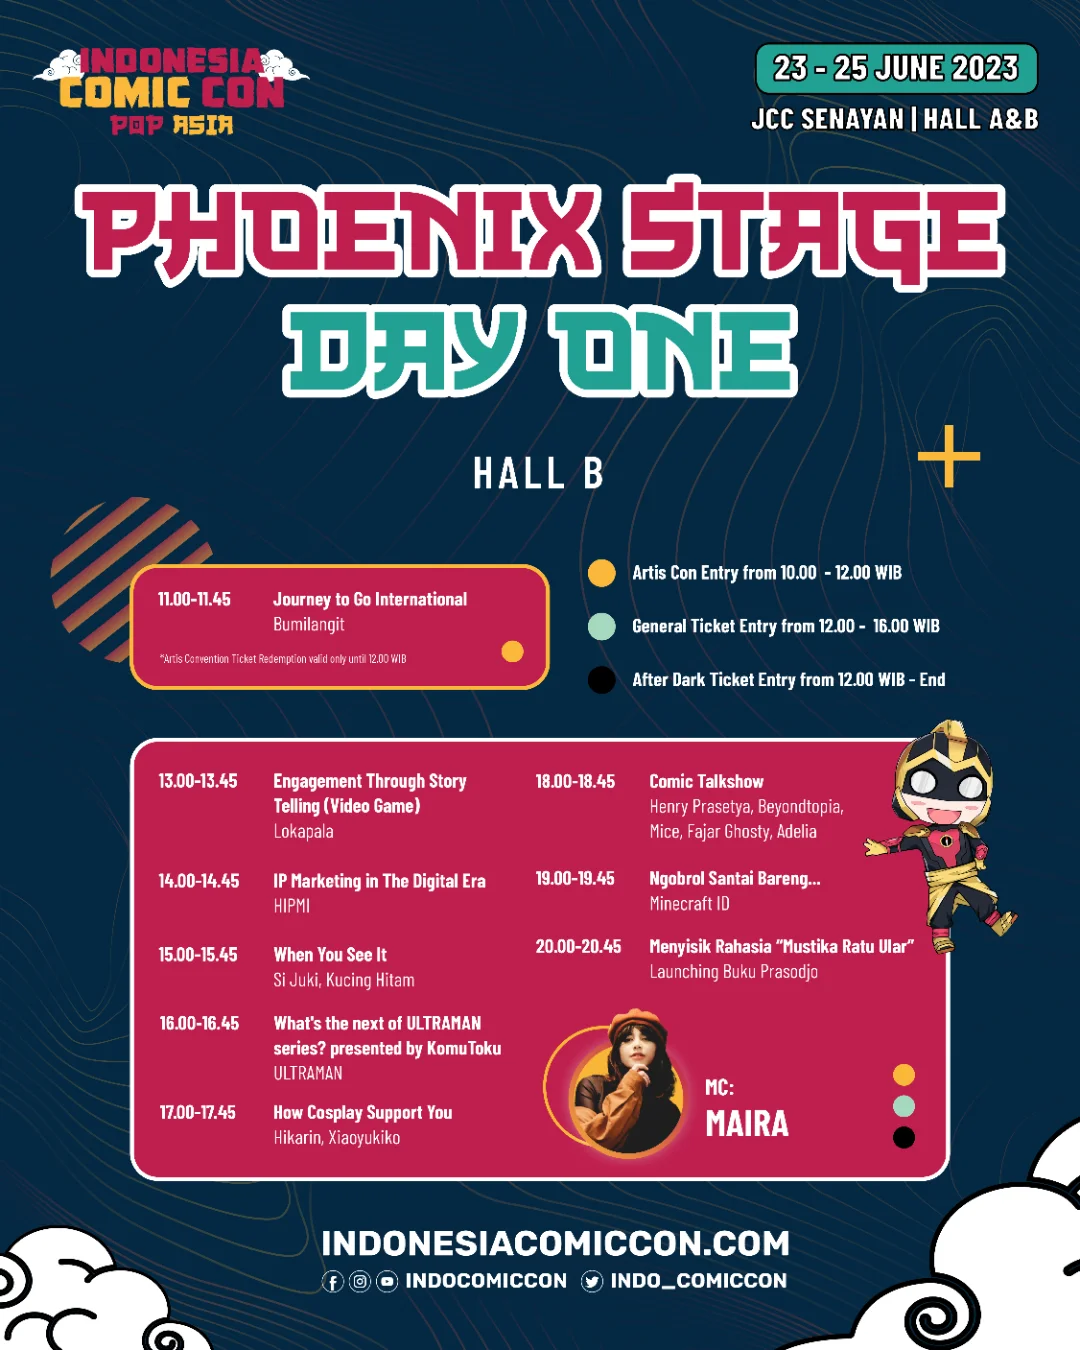 INDONESIA
COMIC CON
POP ASIA
23 - 25 JUNE 2023
JCC SENAYAN | HALL A&B
PHOENIX STAGE
DAY ONE
HALL B
11.00-11.45 Journey to Go International
Bumilangit
*Artis Convention Ticket Redemption valid only until 12.00 WIB
Artis Con Entry from 10.00 - 12.00 WIB
General Ticket Entry from 12.00 - 16.00 WIB
After Dark Ticket Entry from 12.00 WIB - End
13.00-13.45 Engagement Through Story
Telling (Video Game)
Lokapala
14.00-14.45 IP Marketing in The Digital Era
HIPMI
15.00-15.45 When You See It
Si Juki, Kucing Hitam
16.00-16.45 What's the next of ULTRAMAN
series? presented by KomuToku
ULTRAMAN
17.00-17.45 How Cosplay Support You
Hikarin, Xiaoyukiko
18.00-18.45 Comic Talkshow
Henry Prasetya, Beyondtopia,
Mice, Fajar Ghosty, Adelia
19.00-19.45 Ngobrol Santai Bareng...
Minecraft ID
20.00-20.45 Menyisik Rahasia “Mustika Ratu Ular”
Launching Buku Prasodjo
MC:
MAIRA
INDONESIACOMICCON.COM
INDOCOMICCON INDO_COMICCON